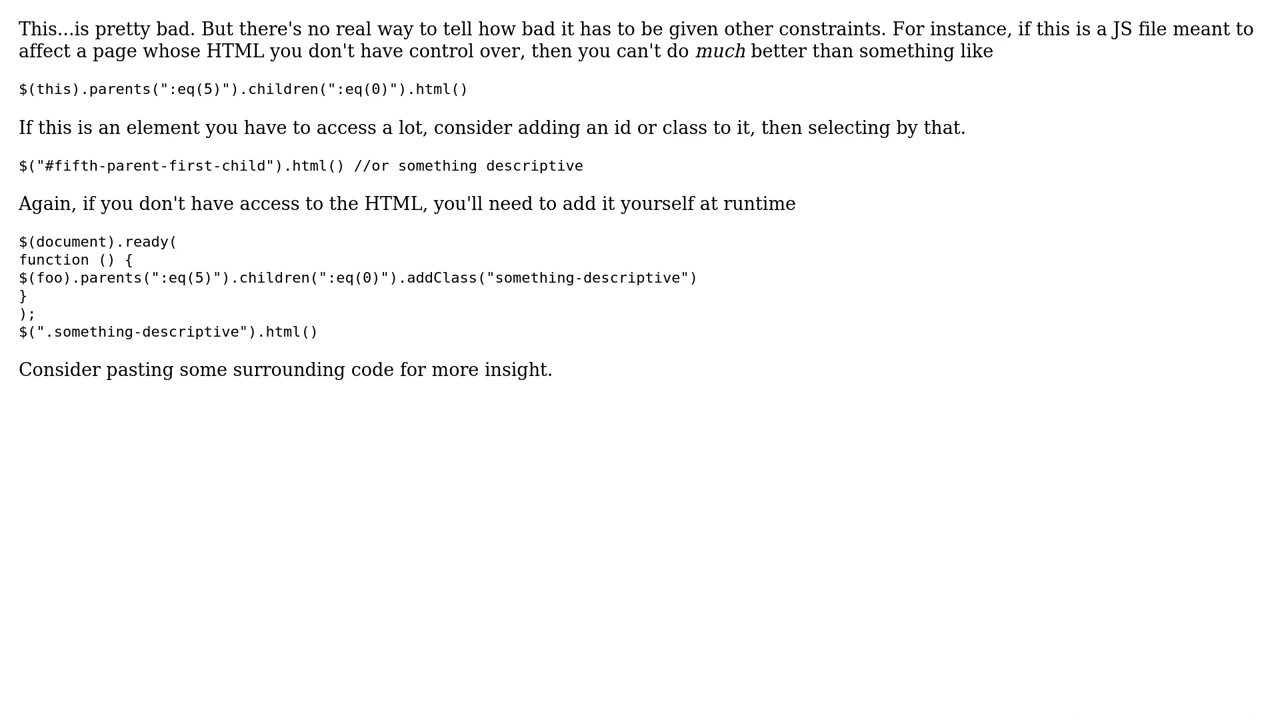 This...is pretty bad. But there's no real way to tell how bad it has to be given other constraints. For instance, if this is a JS file meant to
affect a page whose HTML you don't have control over, then you can't do much better than something like
$(this).parents(":eq(5)").children(":eq(0)").html()
If this is an element you have to access a lot, consider adding an id or class to it, then selecting by that.
$("#fifth-parent-first-child").html() //or something descriptive
Again, if you don't have access to the HTML, you'll need to add it yourself at runtime
$(document).ready(
function () {
$(foo).parents(":eq(5)").children(":eq(0)").addClass("something-descriptive")
}
);
$(".something-descriptive").html()
Consider pasting some surrounding code for more insight.